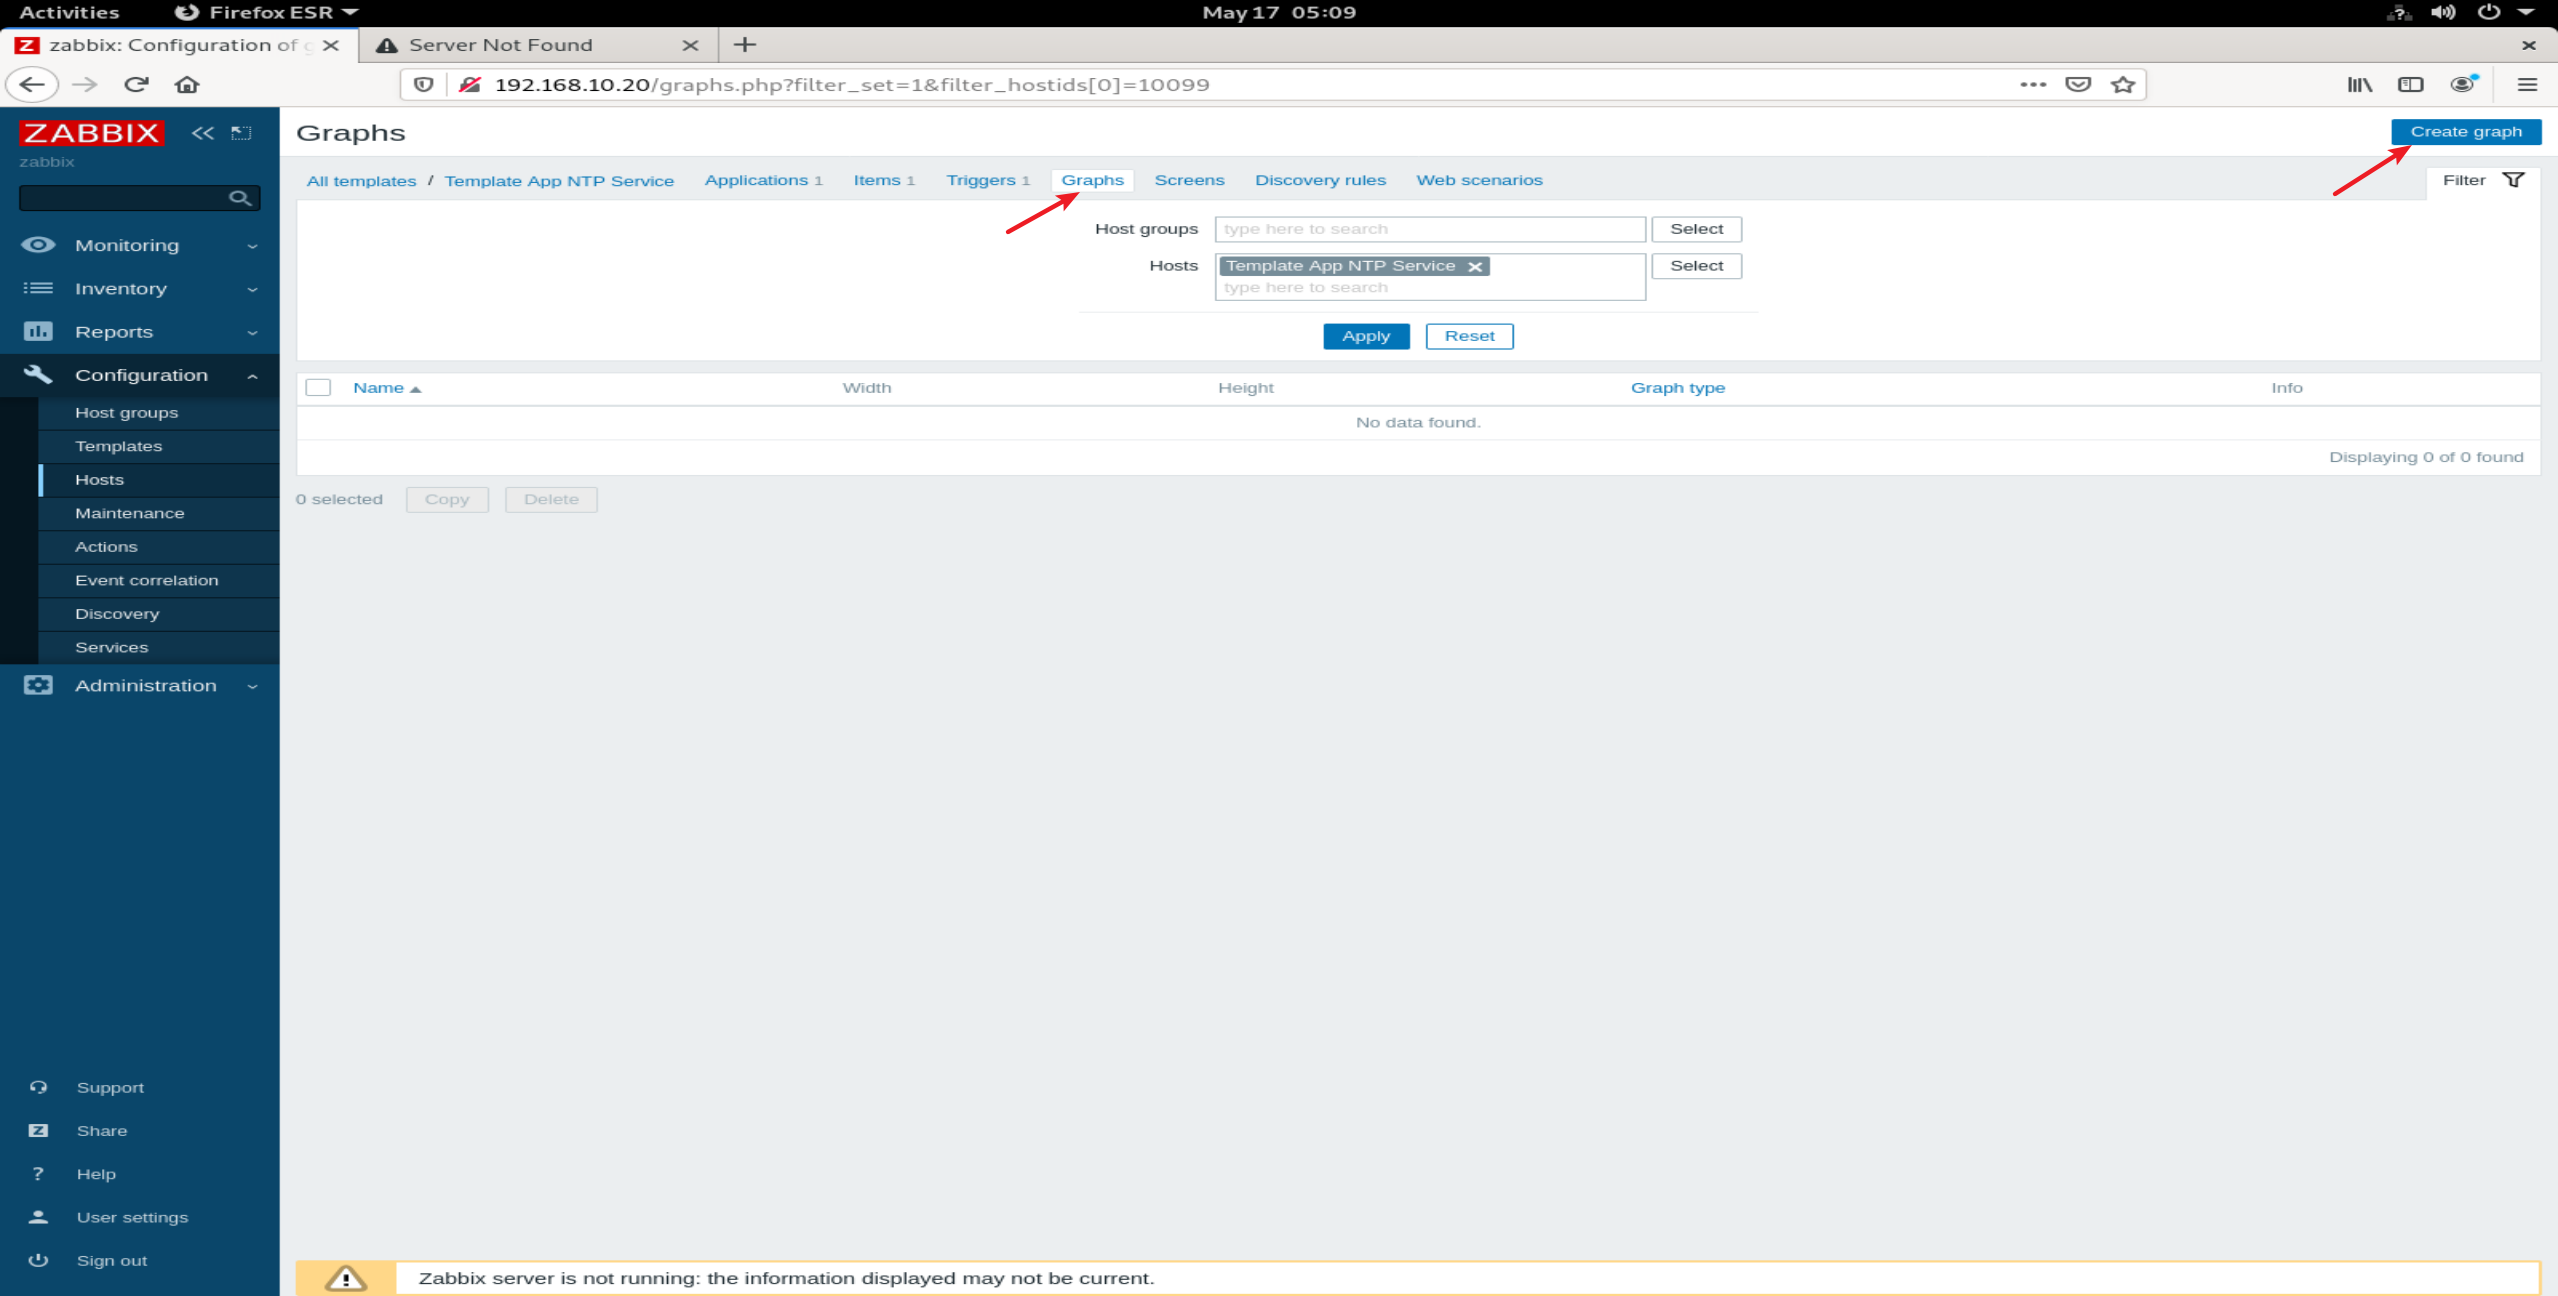 Activities Firefox ESR May 17 05:09
zabbix: Configuration of g Server Not Found
192.168.10.20/graphs.php?filter_set=1&filter_hostids[0]=10099
ZABBIX
zabbix
Monitoring
Inventory
Reports
Configuration
Host groups
Templates
Hosts
Maintenance
Actions
Event correlation
Discovery
Services
Administration
Support
Share
Help
User settings
Sign out
Graphs Create graph
All templates / Template App NTP Service Applications 1 Items 1 Triggers 1 Graphs Screens Discovery rules Web scenarios Filter
Host groups type here to search Select
Hosts Template App NTP Service Select
type here to search
Apply Reset
Name Width Height Graph type Info
No data found.
Displaying 0 of 0 found
0 selected Copy Delete
Zabbix server is not running: the information displayed may not be current.